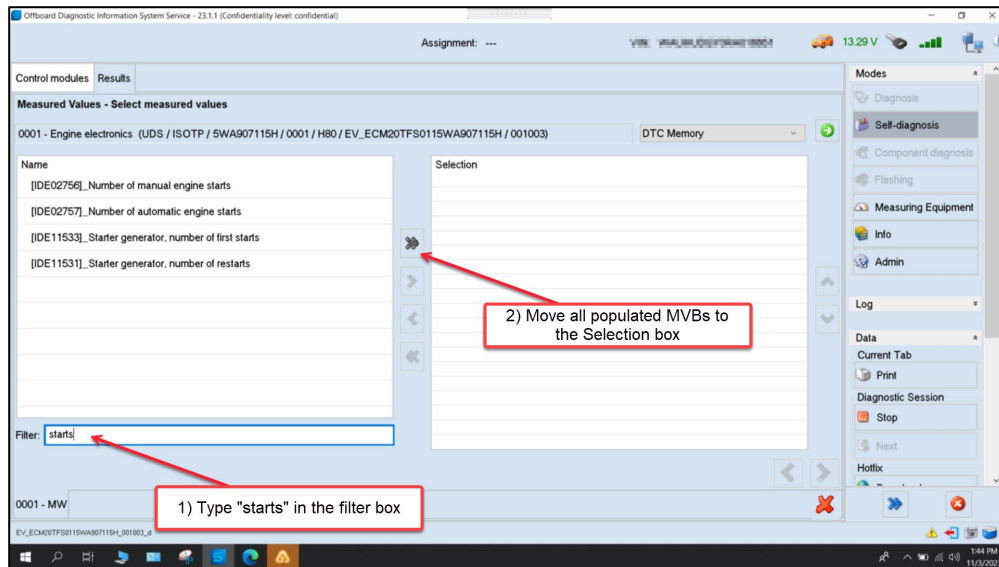 Offboard Diagnostic Information System Service - 23.1.1 (Confidentiality level: confidential)
Assignment: ---
VIN:
13.29 V
Control modules Results
Measured Values - Select measured values
0001 - Engine electronics (UDS / ISOTP / 5WA907115H / 0001 / H80 / EV_ECM20TFS0115WA907115H / 001003)
DTC Memory
Name
[IDE02756]_Number of manual engine starts
[IDE02757]_Number of automatic engine starts
[IDE11533]_Starter generator, number of first starts
[IDE11531]_Starter generator, number of restarts
Selection
2) Move all populated MVBs to
the Selection box
Filter: starts
1) Type "starts" in the filter box
0001 - MW
EV_ECM20TFS0115WA907115H_001003_d
Modes
Diagnosis
Self-diagnosis
Component diagnosis
Flashing
Measuring Equipment
Info
Admin
Log
Data
Current Tab
Print
Diagnostic Session
Stop
Next
Hotfix
1:44 PM
11/3/202